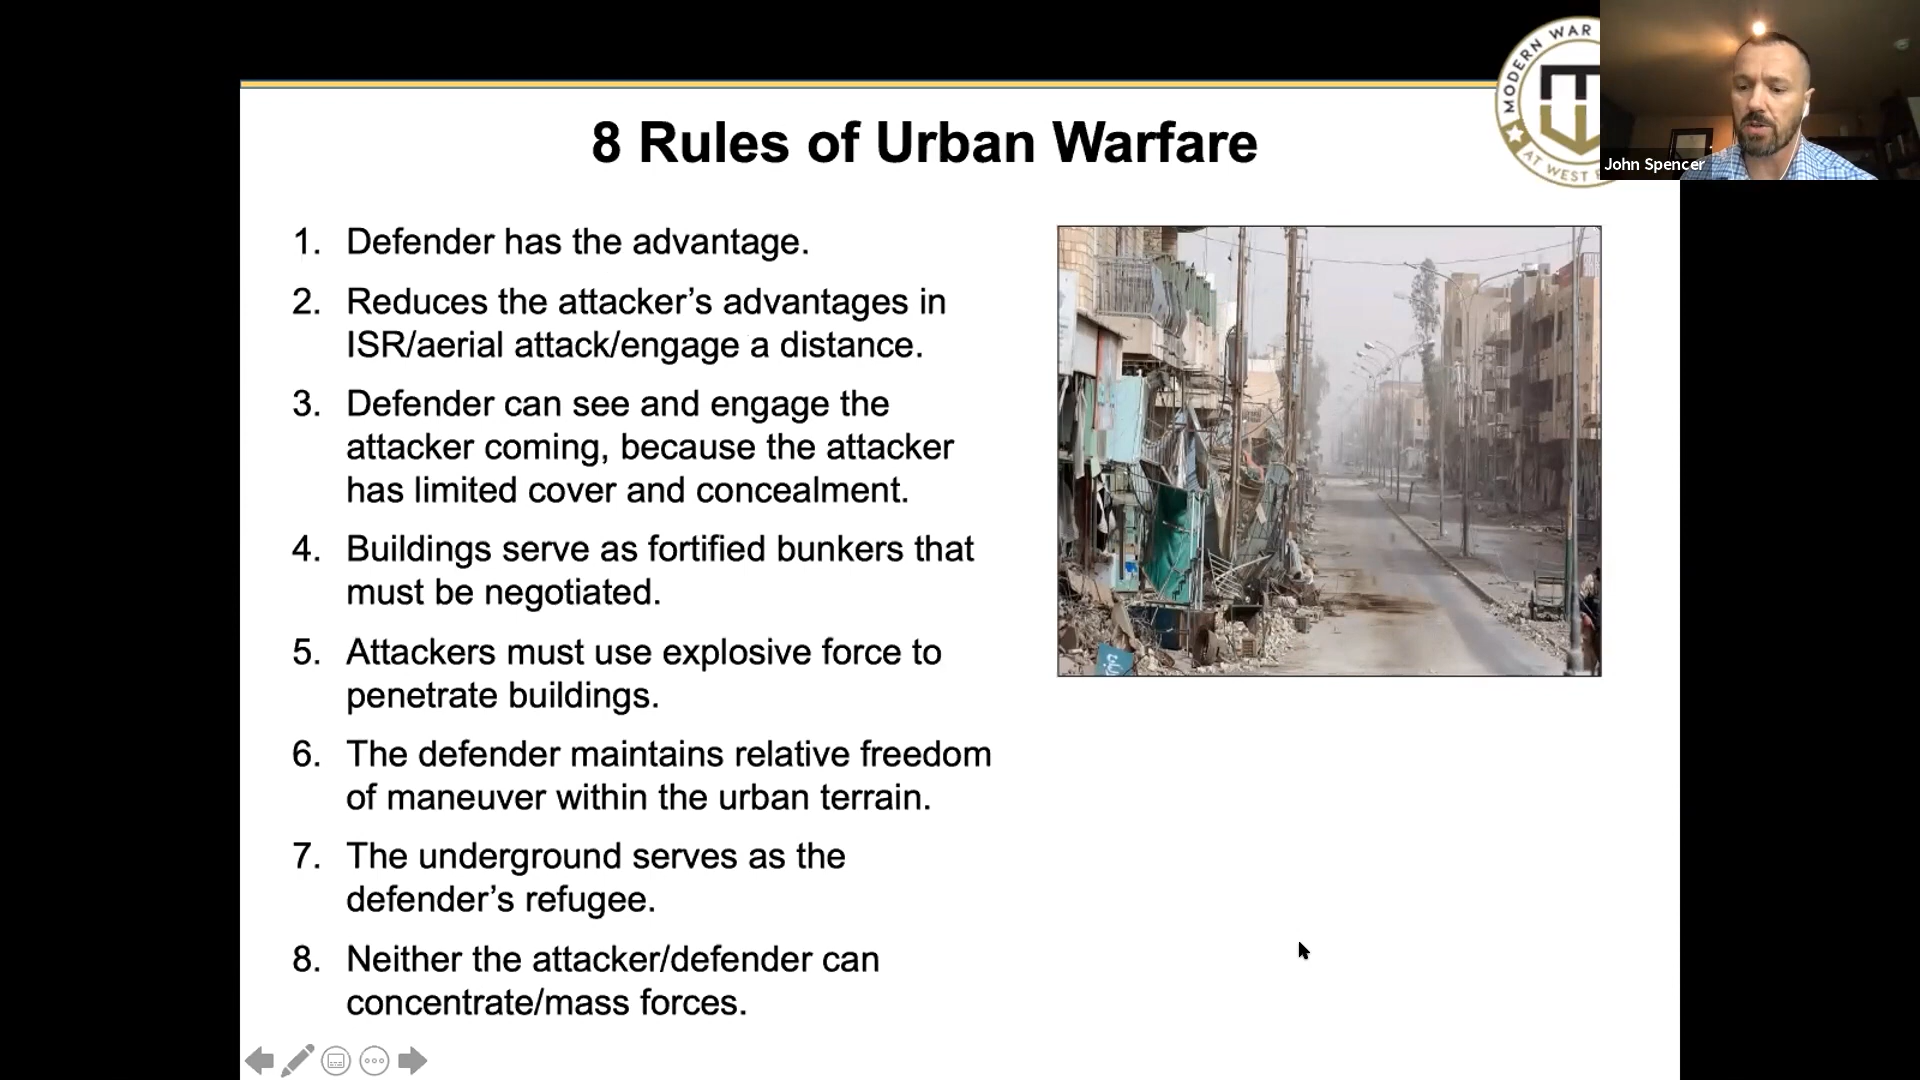 MODERN WAR
AT WEST
John Spencer
8 Rules of Urban Warfare
1. Defender has the advantage.
2. Reduces the attacker’s advantages in
ISR/aerial attack/engage a distance.
3. Defender can see and engage the
attacker coming, because the attacker
has limited cover and concealment.
4. Buildings serve as fortified bunkers that
must be negotiated.
5. Attackers must use explosive force to
penetrate buildings.
6. The defender maintains relative freedom
of maneuver within the urban terrain.
7. The underground serves as the
defender’s refugee.
8. Neither the attacker/defender can
concentrate/mass forces.